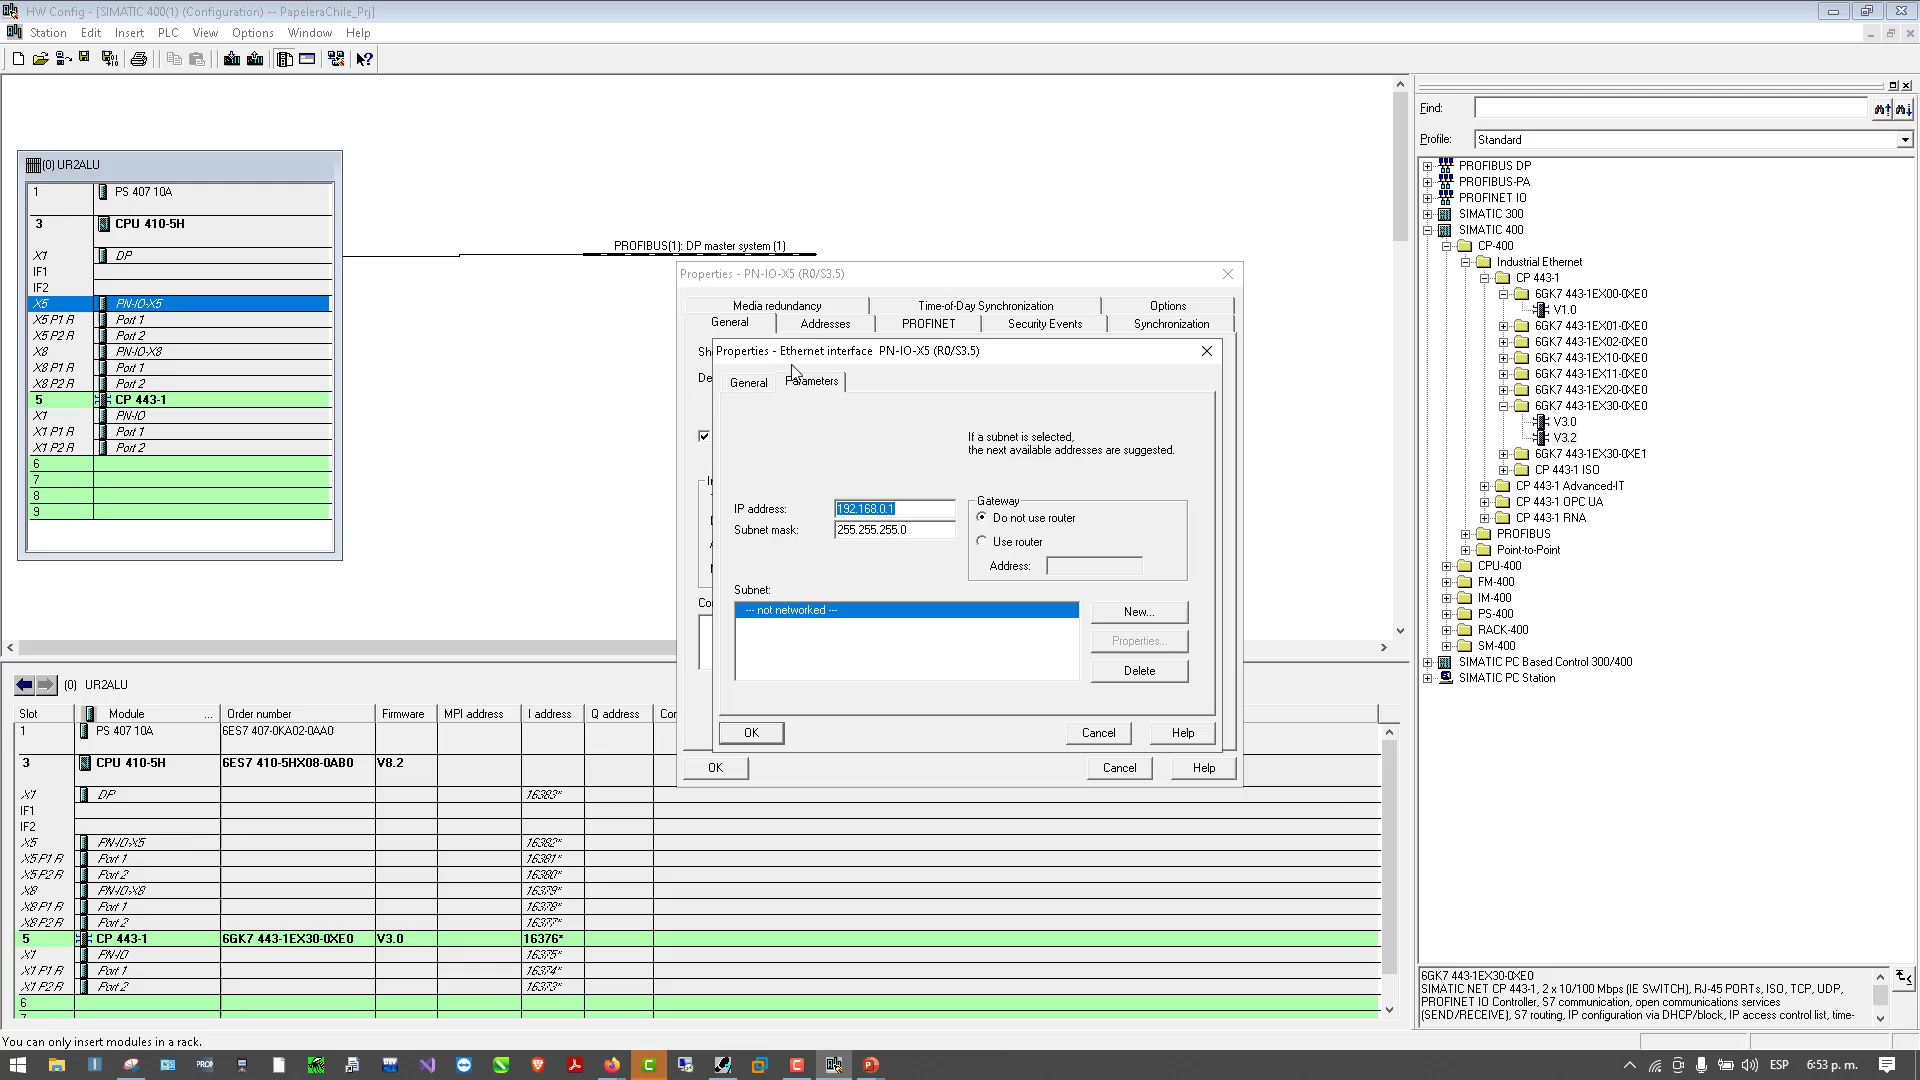 HW Config - [SIMATIC 400(1) (Configuration) -- PapeleraChile_Prj]
Station Edit Insert PLC View Options Window Help
Find:
Profile: Standard
(0) UR2ALU
1 PS 407 10A
3 CPU 410-5H
X1 DP
IF1
IF2
X5 PN-IO-X5
X5 P1 R Port 1
X5 P2 R Port 2
X8 PN-IO-X8
X8 P1 R Port 1
X8 P2 R Port 2
5 CP 443-1
X1 PN-IO
X1 P1 R Port 1
X1 P2 R Port 2
6
7
8
9
PROFIBUS(1): DP master system (1)
Properties - PN-IO-X5 (R0/S3.5)
Media redundancy Time-of-Day Synchronization Options
General Addresses PROFINET Security Events Synchronization
Properties - Ethernet interface PN-IO-X5 (R0/S3.5)
General Parameters
If a subnet is selected,
the next available addresses are suggested.
IP address: 192.168.0.1
Subnet mask: 255.255.255.0
Gateway
Do not use router
Use router
Address:
Subnet:
--- not networked ---
New...
Properties...
Delete
OK Cancel Help
OK Cancel Help
PROFIBUS DP
PROFIBUS-PA
PROFINET IO
SIMATIC 300
SIMATIC 400
CP-400
Industrial Ethernet
CP 443-1
6GK7 443-1EX00-0XE0
V1.0
6GK7 443-1EX01-0XE0
6GK7 443-1EX02-0XE0
6GK7 443-1EX10-0XE0
6GK7 443-1EX11-0XE0
6GK7 443-1EX20-0XE0
6GK7 443-1EX30-0XE0
V3.0
V3.2
6GK7 443-1EX30-0XE1
CP 443-1 ISO
CP 443-1 Advanced-IT
CP 443-1 OPC UA
CP 443-1 RNA
PROFIBUS
Point-to-Point
CPU-400
FM-400
IM-400
PS-400
RACK-400
SM-400
SIMATIC PC Based Control 300/400
SIMATIC PC Station
(0) UR2ALU
Slot Module ... Order number Firmware MPI address I address Q address
1 PS 407 10A 6ES7 407-0KA02-0AA0
3 CPU 410-5H 6ES7 410-5HX08-0AB0 V8.2
X1 DP 16383*
IF1
IF2
X5 PN-IO-X5 16382*
X5 P1 R Port 1 16381*
X5 P2 R Port 2 16380*
X8 PN-IO-X8 16379*
X8 P1 R Port 1 16378*
X8 P2 R Port 2 16377*
5 CP 443-1 6GK7 443-1EX30-0XE0 V3.0 16376*
X1 PN-IO 16375*
X1 P1 R Port 1 16374*
X1 P2 R Port 2 16373*
6
6GK7 443-1EX30-0XE0
SIMATIC NET CP 443-1, 2 x 10/100 Mbps (IE SWITCH), RJ-45 PORTs, ISO, TCP, UDP,
PROFINET IO Controller, S7 communication, open communications services
(SEND/RECEIVE), S7 routing, IP configuration via DHCP/block, IP access control list, time-
You can only insert modules in a rack.
ESP 6:53 p. m.